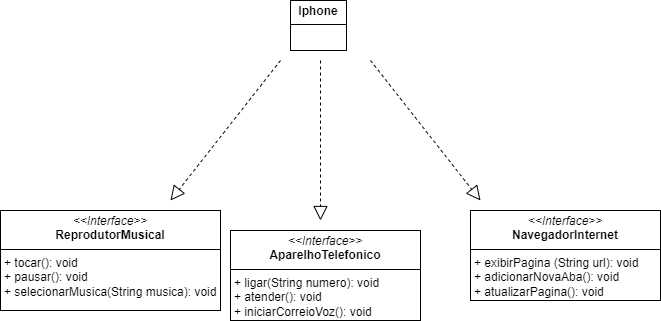 Iphone
<<Interface>>
ReprodutorMusical
+ tocar(): void
+ pausar(): void
+ selecionarMusica(String musica): void
<<Interface>>
AparelhoTelefonico
+ ligar(String numero): void
+ atender(): void
+ iniciarCorreioVoz(): void
<<Interface>>
NavegadorInternet
+ exibirPagina (String url): void
+ adicionarNovaAba(): void
+ atualizarPagina(): void